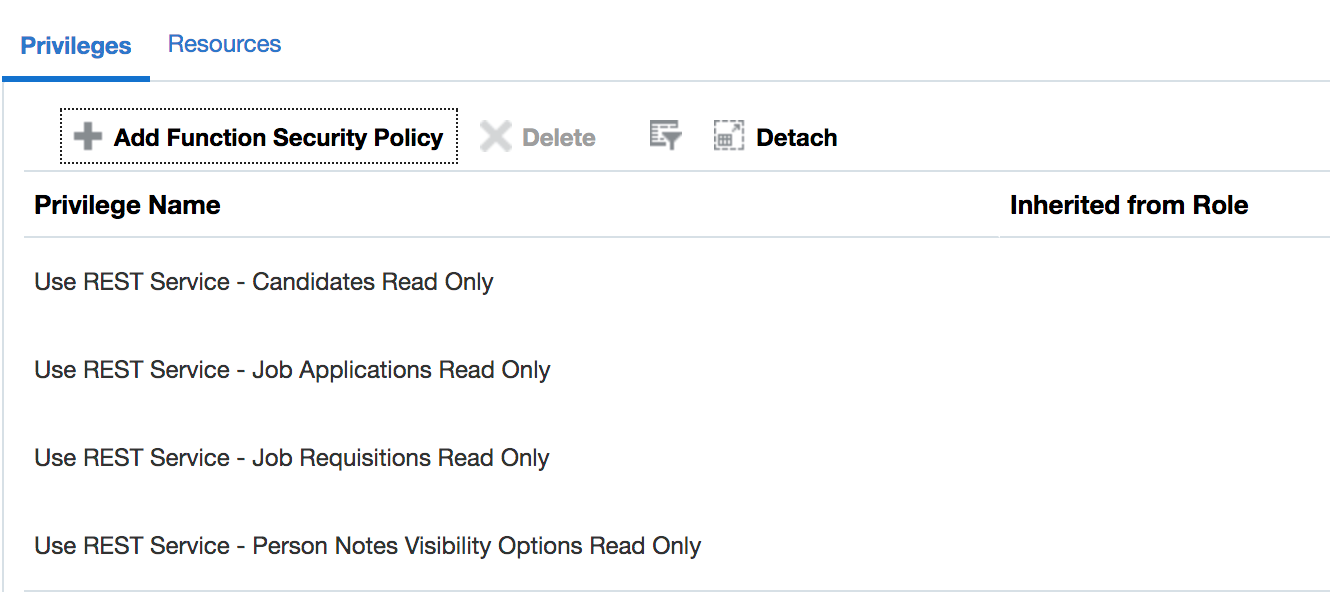 Privileges Resources
Add Function Security Policy Delete Detach
Privilege Name Inherited from Role
Use REST Service - Candidates Read Only
Use REST Service - Job Applications Read Only
Use REST Service - Job Requisitions Read Only
Use REST Service - Person Notes Visibility Options Read Only